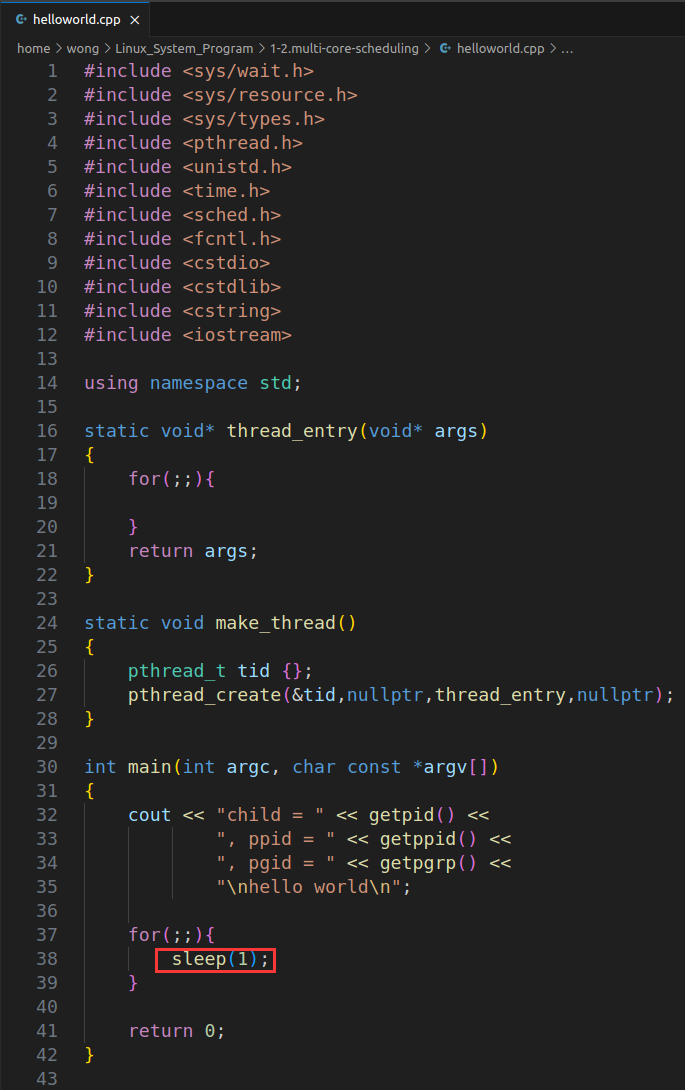 helloworld.cpp ×
home > wong > Linux_System_Program > 1-2.multi-core-scheduling > helloworld.cpp > ...
1 #include <sys/wait.h>
2 #include <sys/resource.h>
3 #include <sys/types.h>
4 #include <pthread.h>
5 #include <unistd.h>
6 #include <time.h>
7 #include <sched.h>
8 #include <fcntl.h>
9 #include <cstdio>
10 #include <cstdlib>
11 #include <cstring>
12 #include <iostream>
13
14 using namespace std;
15
16 static void* thread_entry(void* args)
17 {
18     for(;;){
19
20     }
21     return args;
22 }
23
24 static void make_thread()
25 {
26     pthread_t tid {};
27     pthread_create(&tid,nullptr,thread_entry,nullptr);
28 }
29
30 int main(int argc, char const *argv[])
31 {
32     cout << "child = " << getpid() <<
33             ", ppid = " << getppid() <<
34             ", pgid = " << getpgrp() <<
35             "\nhello world\n";
36
37     for(;;){
38         sleep(1);
39     }
40
41     return 0;
42 }
43